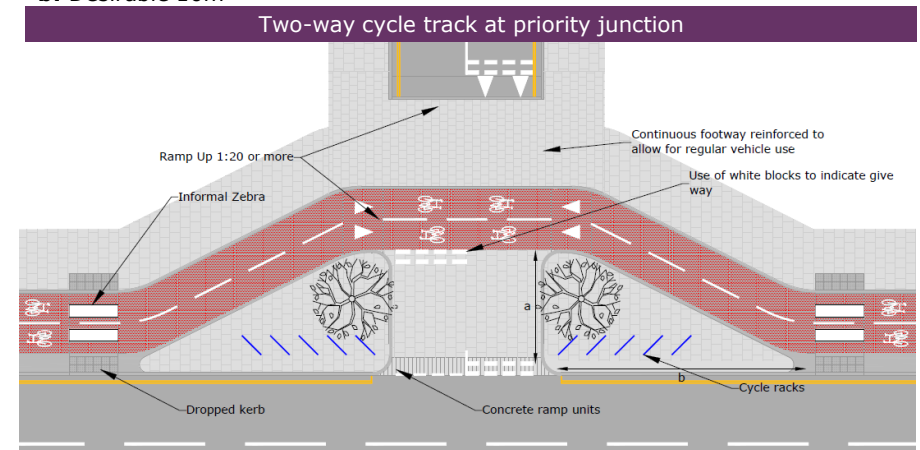 b. Desirable 10m
Two-way cycle track at priority junction
Continuous footway reinforced to
allow for regular vehicle use
Ramp Up 1:20 or more
Use of white blocks to indicate give
way
Informal Zebra
a
b
Cycle racks
Dropped kerb
Concrete ramp units